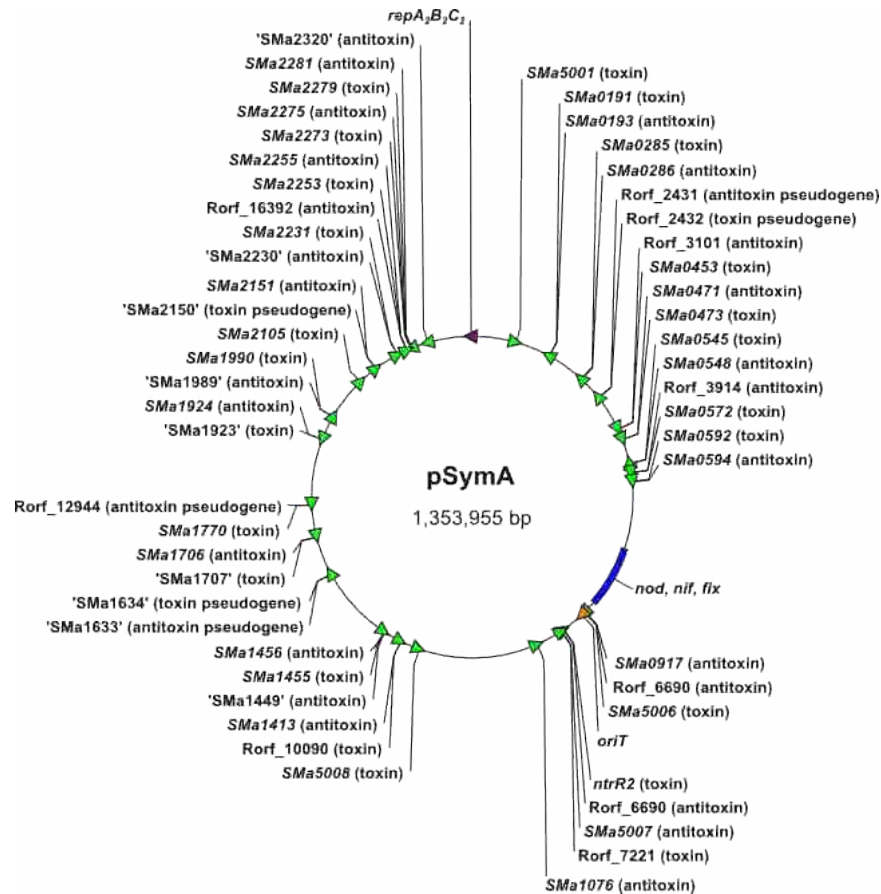 repA₂B₂C₂
'SMa2320' (antitoxin)
SMa2281 (antitoxin)
SMa2279 (toxin)
SMa2275 (antitoxin)
SMa2273 (toxin)
SMa2255 (antitoxin)
SMa2253 (toxin)
Rorf_16392 (antitoxin)
SMa2231 (toxin)
'SMa2230' (antitoxin)
SMa2151 (antitoxin)
'SMa2150' (toxin pseudogene)
SMa2105 (toxin)
SMa1990 (toxin)
'SMa1989' (antitoxin)
SMa1924 (antitoxin)
'SMa1923' (toxin)
Rorf_12944 (antitoxin pseudogene)
SMa1770 (toxin)
SMa1706 (antitoxin)
'SMa1707' (toxin)
'SMa1634' (toxin pseudogene)
'SMa1633' (antitoxin pseudogene)
SMa1456 (antitoxin)
SMa1455 (toxin)
'SMa1449' (antitoxin)
SMa1413 (antitoxin)
Rorf_10090 (toxin)
SMa5008 (toxin)
pSymA
1,353,955 bp
SMa5001 (toxin)
SMa0191 (toxin)
SMa0193 (antitoxin)
SMa0285 (toxin)
SMa0286 (antitoxin)
Rorf_2431 (antitoxin pseudogene)
Rorf_2432 (toxin pseudogene)
Rorf_3101 (antitoxin)
SMa0453 (toxin)
SMa0471 (antitoxin)
SMa0473 (toxin)
SMa0545 (toxin)
SMa0548 (antitoxin)
Rorf_3914 (antitoxin)
SMa0572 (toxin)
SMa0592 (toxin)
SMa0594 (antitoxin)
nod, nif, fix
SMa0917 (antitoxin)
Rorf_6690 (antitoxin)
SMa5006 (toxin)
oriT
ntrR2 (toxin)
Rorf_6690 (antitoxin)
SMa5007 (antitoxin)
Rorf_7221 (toxin)
SMa1076 (antitoxin)